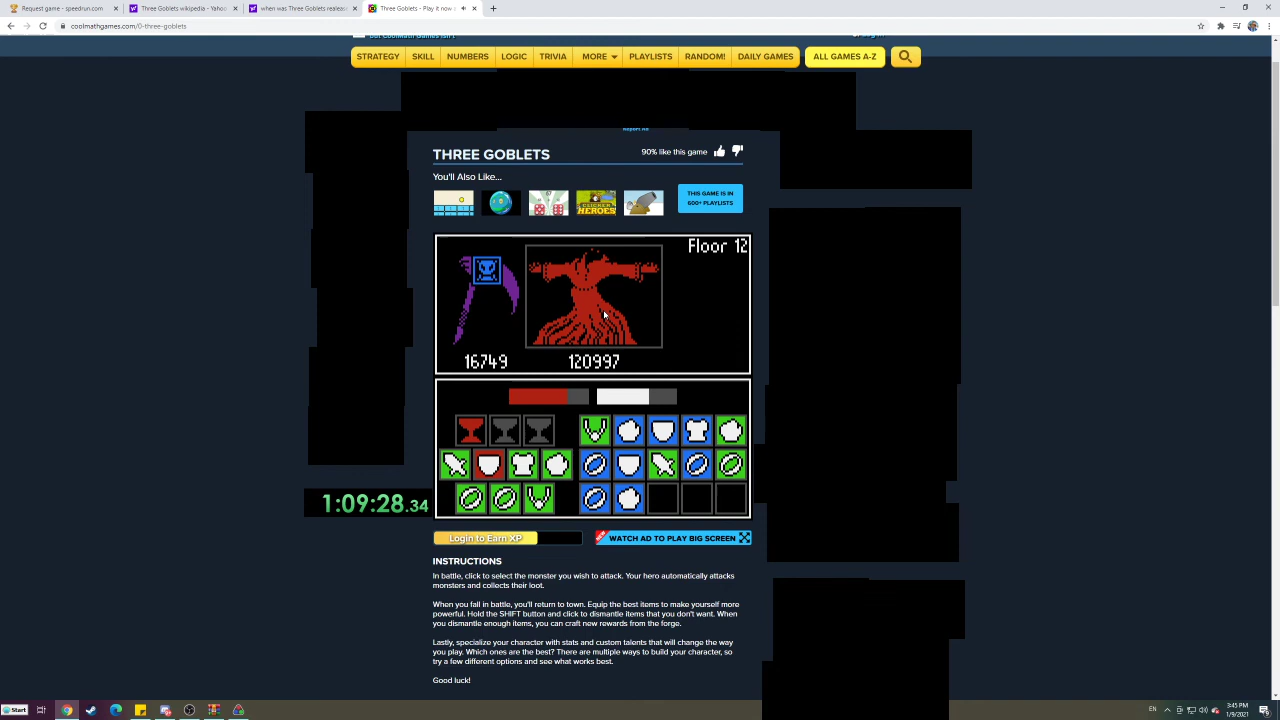 Request game - speedrun.com
Three Goblets wikipedia -
when was Three Goblets realease
Three Goblets - Play it now
coolmathgames.com/0-three-goblets
but Coolmath Games isn't
STRATEGY SKILL NUMBERS LOGIC TRIVIA MORE PLAYLISTS RANDOM! DAILY GAMES ALL GAMES A-Z
Report Ad
THREE GOBLETS
90% like this game
You'll Also Like...
CLICKER HEROES
THIS GAME IS IN
600+ PLAYLISTS
Floor 12
16749
120997
1:09:28.34
Login to Earn XP
WATCH AD TO PLAY BIG SCREEN
INSTRUCTIONS
In battle, click to select the monster you wish to attack. Your hero automatically attacks
monsters and collects their loot.
When you fall in battle, you'll return to town. Equip the best items to make yourself more
powerful. Hold the SHIFT button and click to dismantle items that you don't want. When
you dismantle enough items, you can craft new rewards from the forge.
Lastly, specialize your character with stats and custom talents that will change the way
you play. Which ones are the best? There are multiple ways to build your character, so
try a few different options and see what works best.
Good luck!
EN
3:45 PM
1/9/2021